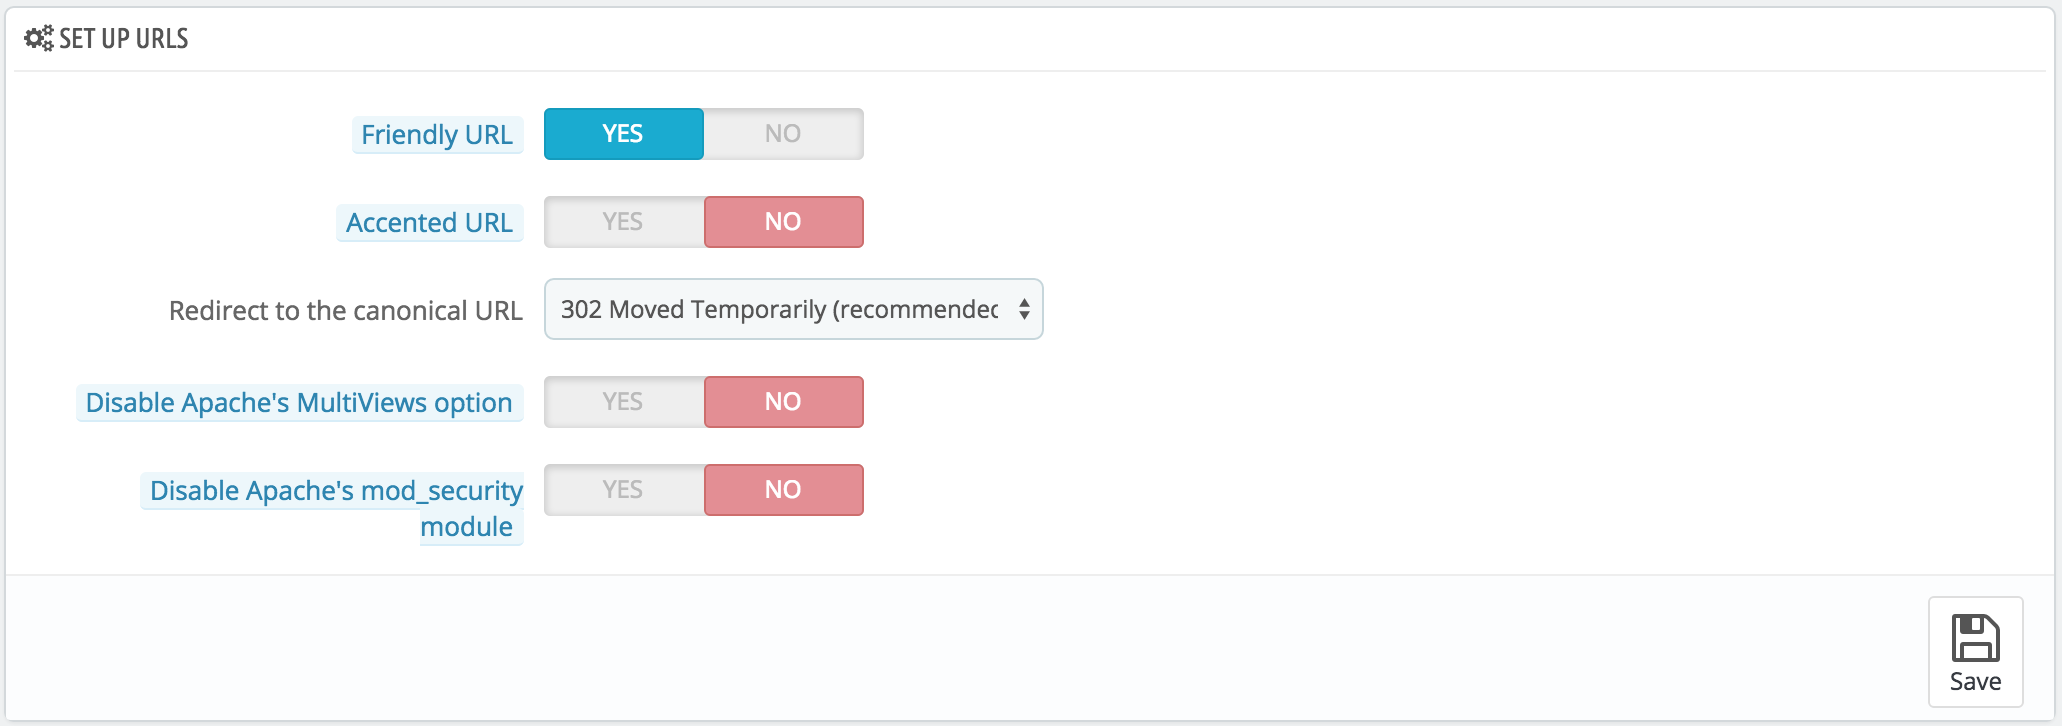 SET UP URLS
Friendly URL YES NO
Accented URL YES NO
Redirect to the canonical URL 302 Moved Temporarily (recommended
Disable Apache's MultiViews option YES NO
Disable Apache's mod_security YES NO
module
Save